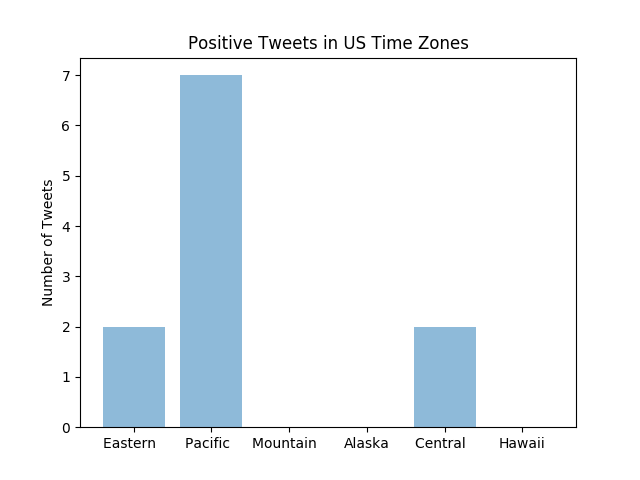 Positive Tweets in US Time Zones
Number of Tweets
7
6
5
4
3
2
1
0
Eastern Pacific Mountain Alaska Central Hawaii